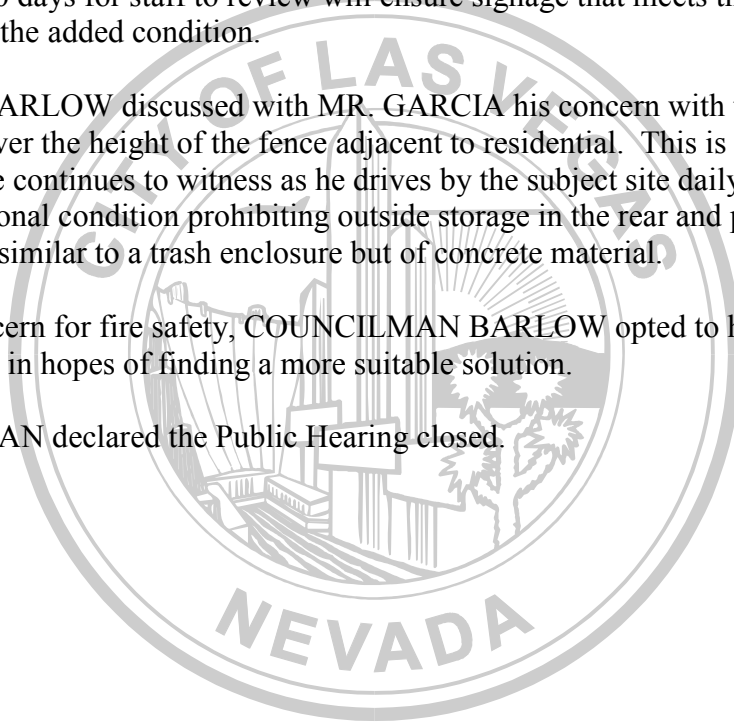 days for staff to review will ensure signage that meets
the added condition.
ARLOW discussed with MR. GARCIA his concern with
ver the height of the fence adjacent to residential. This is
e continues to witness as he drives by the subject site daily
onal condition prohibiting outside storage in the rear and
similar to a trash enclosure but of concrete material.
cern for fire safety, COUNCILMAN BARLOW opted to
in hopes of finding a more suitable solution.
AN declared the Public Hearing closed.
CITY OF LAS VEGAS
NEVADA